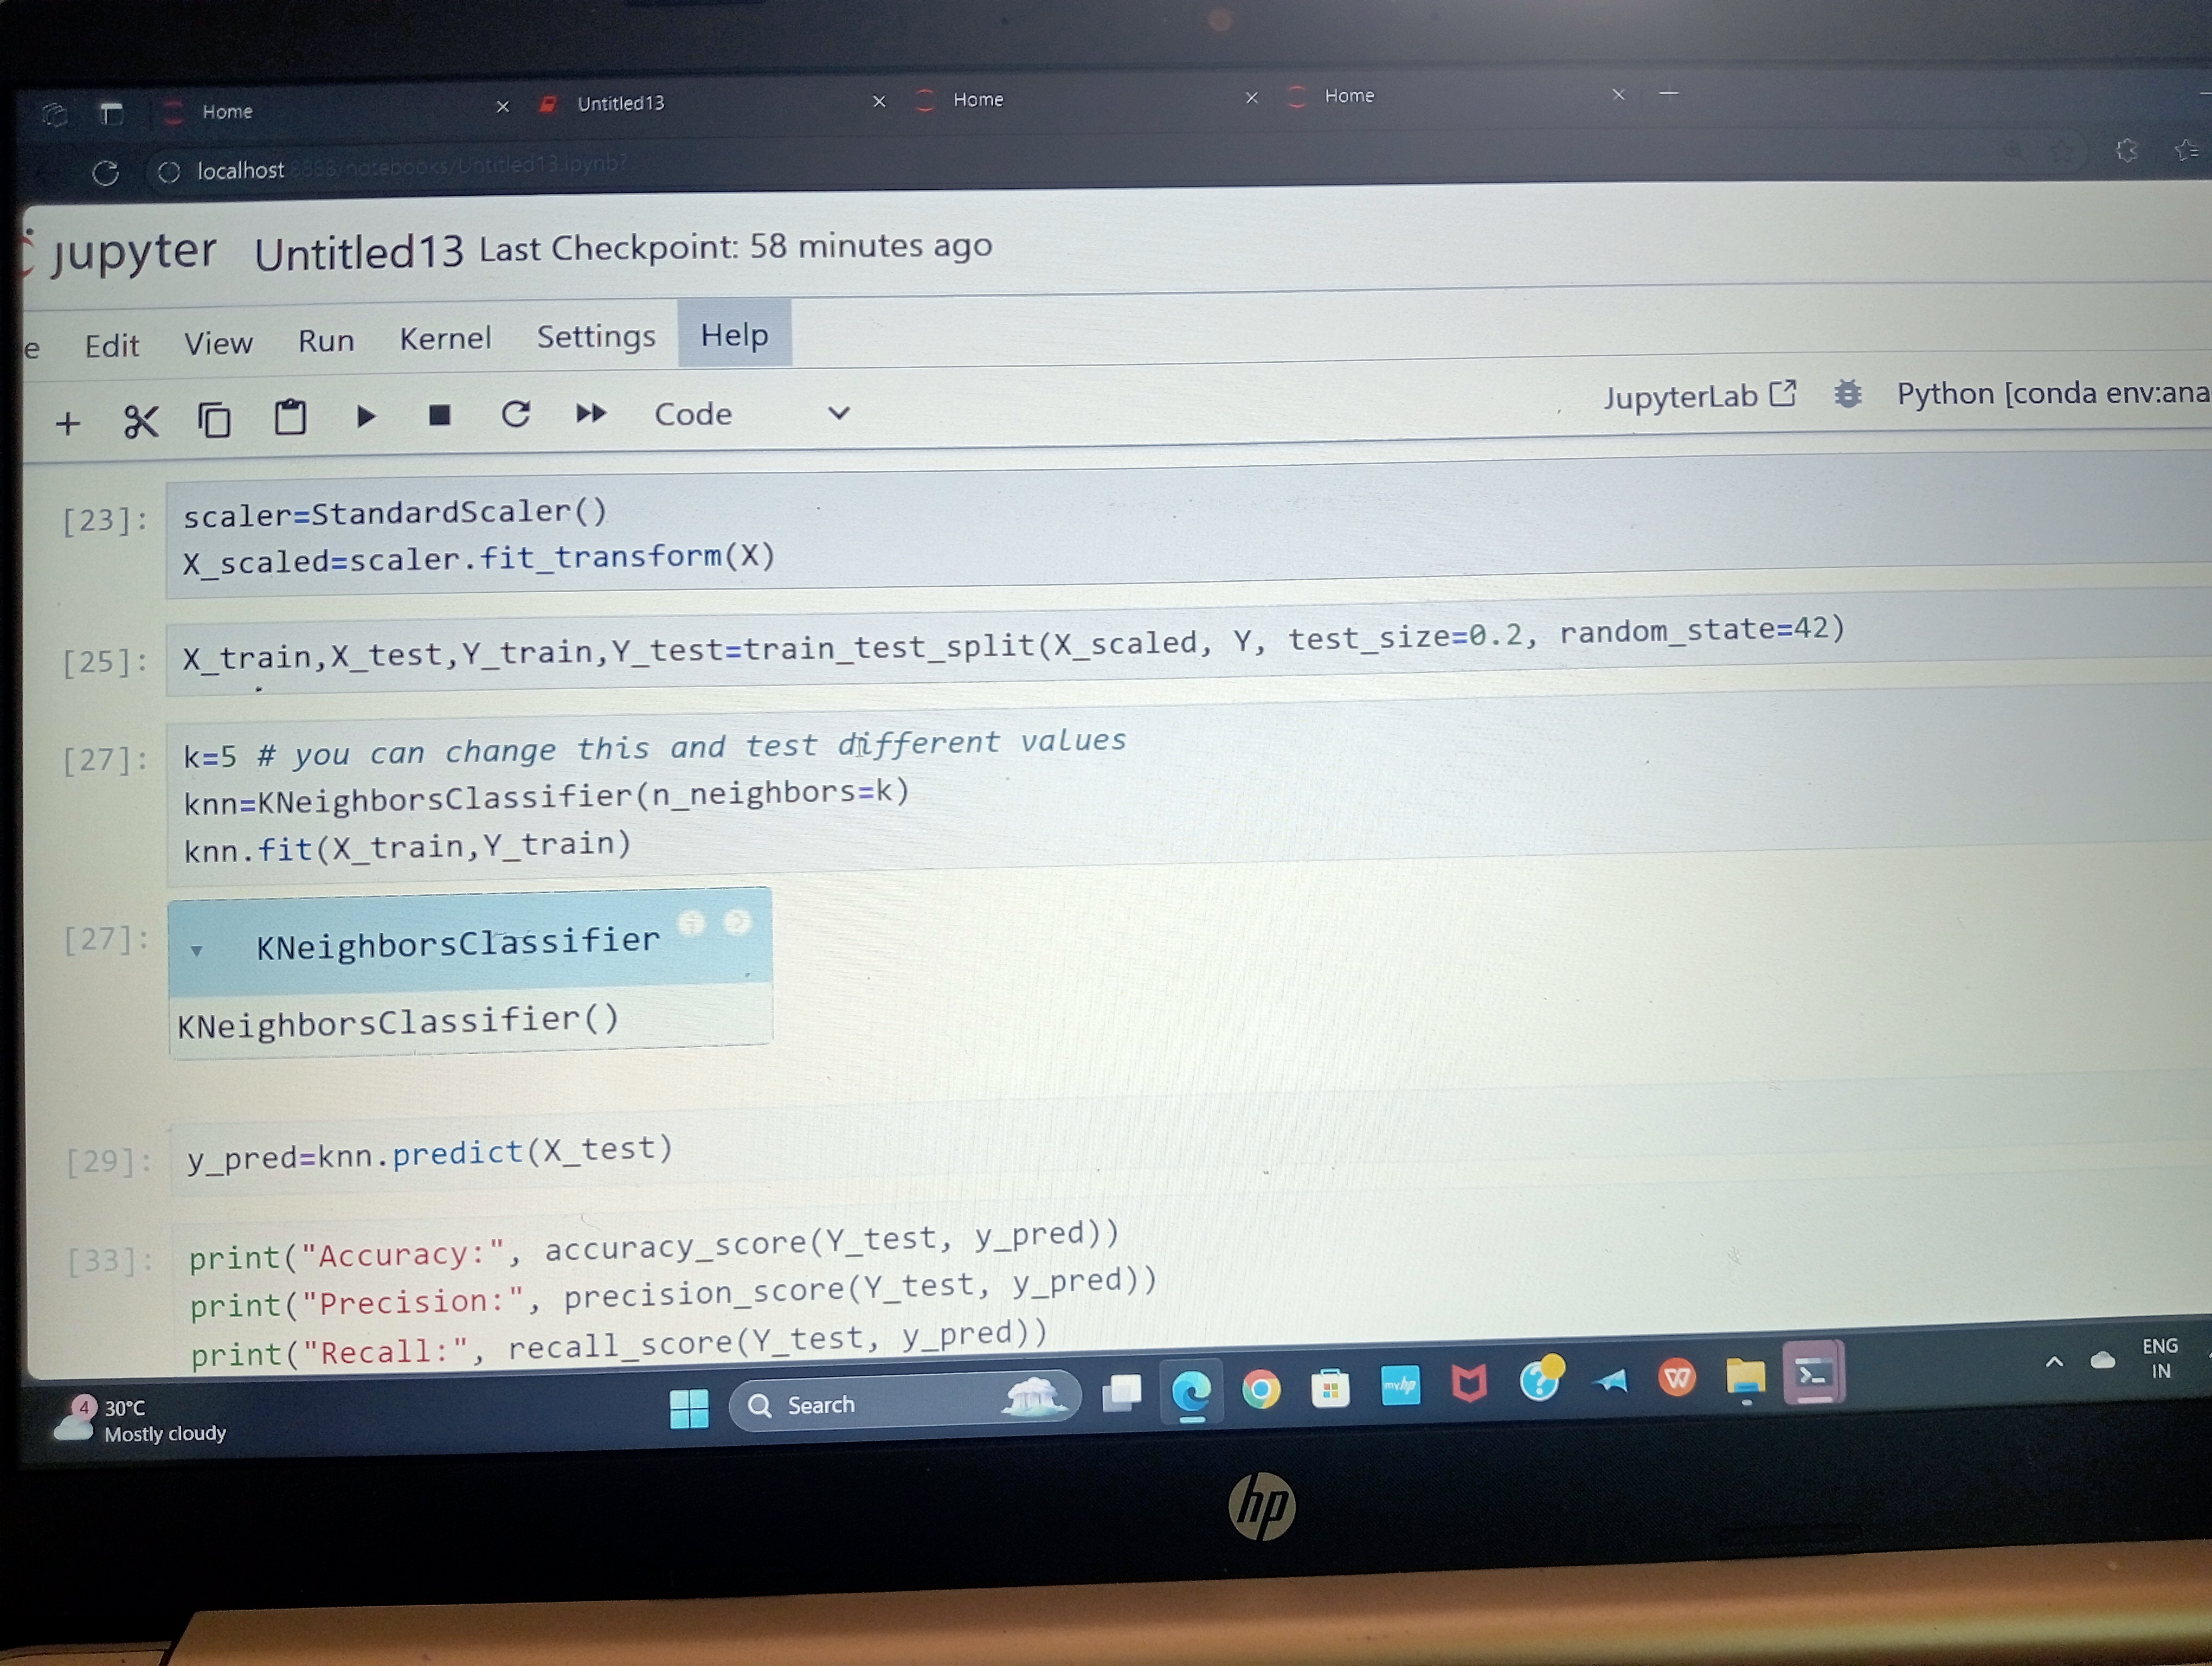 Home
Untitled13
Home
Home
localhost:8888/notebooks/Untitled13.ipynb?
jupyter Untitled13 Last Checkpoint: 58 minutes ago
e Edit View Run Kernel Settings Help
Code
JupyterLab
Python [conda env:ana
[23]: scaler=StandardScaler()
X_scaled=scaler.fit_transform(X)
[25]: X_train,X_test,Y_train,Y_test=train_test_split(X_scaled, Y, test_size=0.2, random_state=42)
[27]: k=5 # you can change this and test different values
knn=KNeighborsClassifier(n_neighbors=k)
knn.fit(X_train,Y_train)
[27]: KNeighborsClassifier
KNeighborsClassifier()
[29]: y_pred=knn.predict(X_test)
[33]: print("Accuracy:", accuracy_score(Y_test, y_pred))
print("Precision:", precision_score(Y_test, y_pred))
print("Recall:", recall_score(Y_test, y_pred))
4
30°C
Mostly cloudy
Search
myhp
ENG
IN
hp